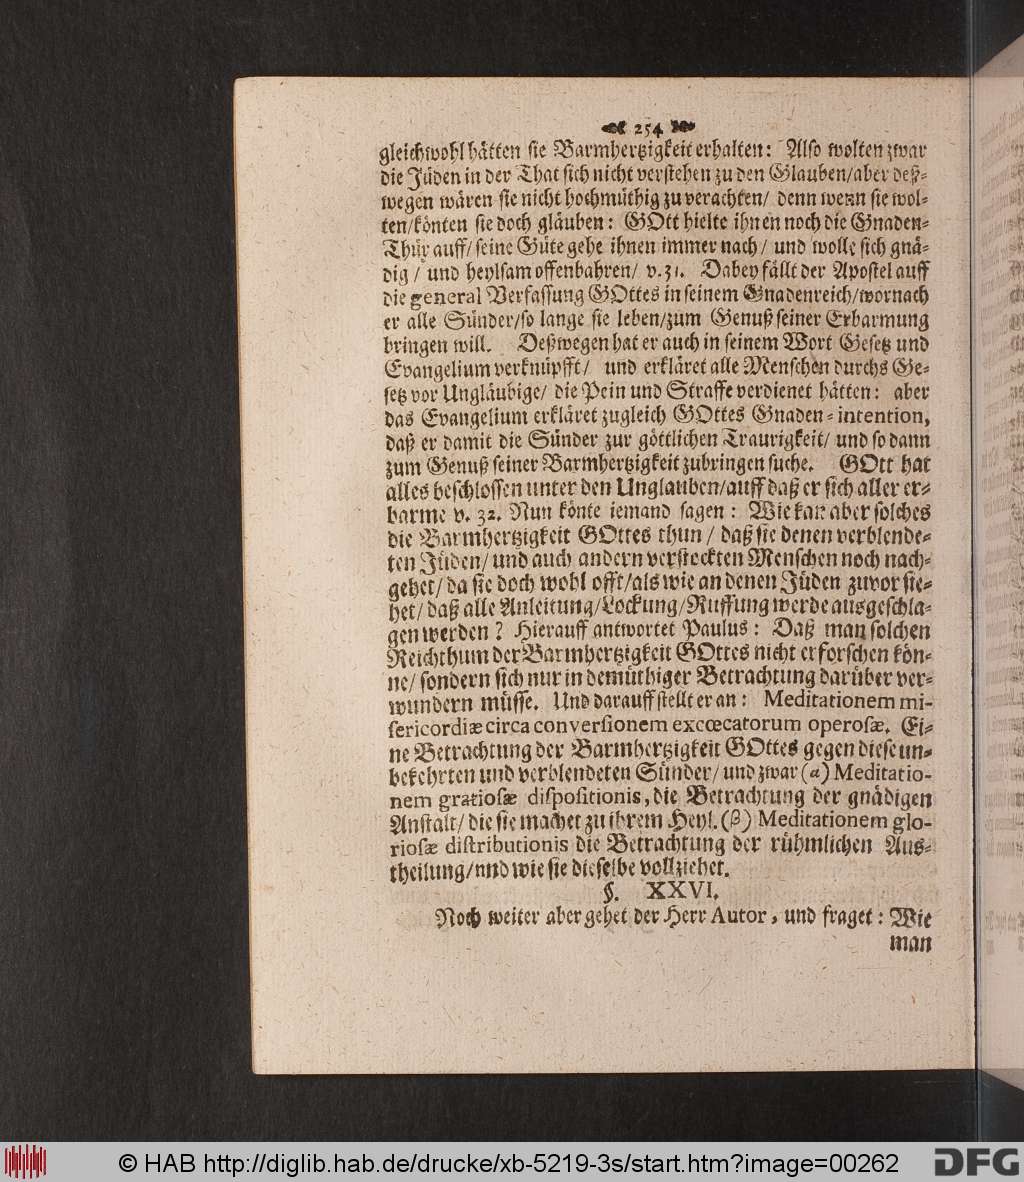 254
gleichwohl hätten sie Barmhertzigkeit erhalten: Also wolten zwar
die Jüden in der That sich nicht verstehen zu den Glauben/aber deß-
wegen wären sie nicht hochmüthig zu verachten/ denn wenn sie wol-
ten/könten sie doch gläuben: GOtt hielte ihnen noch die Gnaden-
Thür auff/ seine Güte gehe ihnen immer nach/ und wolle sich gnä-
dig/ und heylsam offenbahren/ v. 31. Dabey fällt der Apostel auff
die general Verfassung GOttes in seinem Gnadenreich/wornach
er alle Sünder/so lange sie leben/zum Genuß seiner Erbarmung
bringen will. Deßwegen hat er auch in seinem Wort Gesetz und
Evangelium verknüpfft/ und erkläret alle Menschen durchs Ge-
setz vor Ungläubige/ die Pein und Straffe verdienet hätten: aber
das Evangelium erkläret zugleich GOttes Gnaden-intention,
daß er damit die Sünder zur göttlichen Traurigkeit/ und so dann
zum Genuß seiner Barmhertzigkeit zubringen suche. GOtt hat
alles beschlossen unter den Unglauben/auff daß er sich aller er-
barme v. 32. Nun könte iemand sagen: Wie kan aber solches
die Barmhertzigkeit GOttes thun/ daß sie denen verblende-
ten Jüden/ und auch andern versteckten Menschen noch nach-
gehet/ da sie doch wohl offt/als wie an denen Jüden zuvor sie-
het/ daß alle Anleitung/Lockung/Ruffung werde ausgeschla-
gen werden? Hierauff antwortet Paulus: Daß man solchen
Reichthum der Barmhertzigkeit GOttes nicht erforschen kön-
ne/ sondern sich nur in demüthiger Betrachtung darüber ver-
wundern müsse. Und darauff stellt er an: Meditationem mi-
sericordiæ circa conversionem excœcatorum operosæ. Ei-
ne Betrachtung der Barmhertzigkeit GOttes gegen diese un-
bekehrten und verblendeten Sünder/ und zwar (α) Meditatio-
nem gratiosæ dispositionis, die Betrachtung der gnädigen
Anstalt/ die sie machet zu ihrem Heyl. (β) Meditationem glo-
riosæ distributionis die Betrachtung der rühmlichen Aus-
theilung/nnd wie sie dieselbe vollziehet.
§. XXVI.
Noch weiter aber gehet der Herr Autor, und fraget: Wie
man
© HAB http://diglib.hab.de/drucke/xb-5219-3s/start.htm?image=00262
DFG